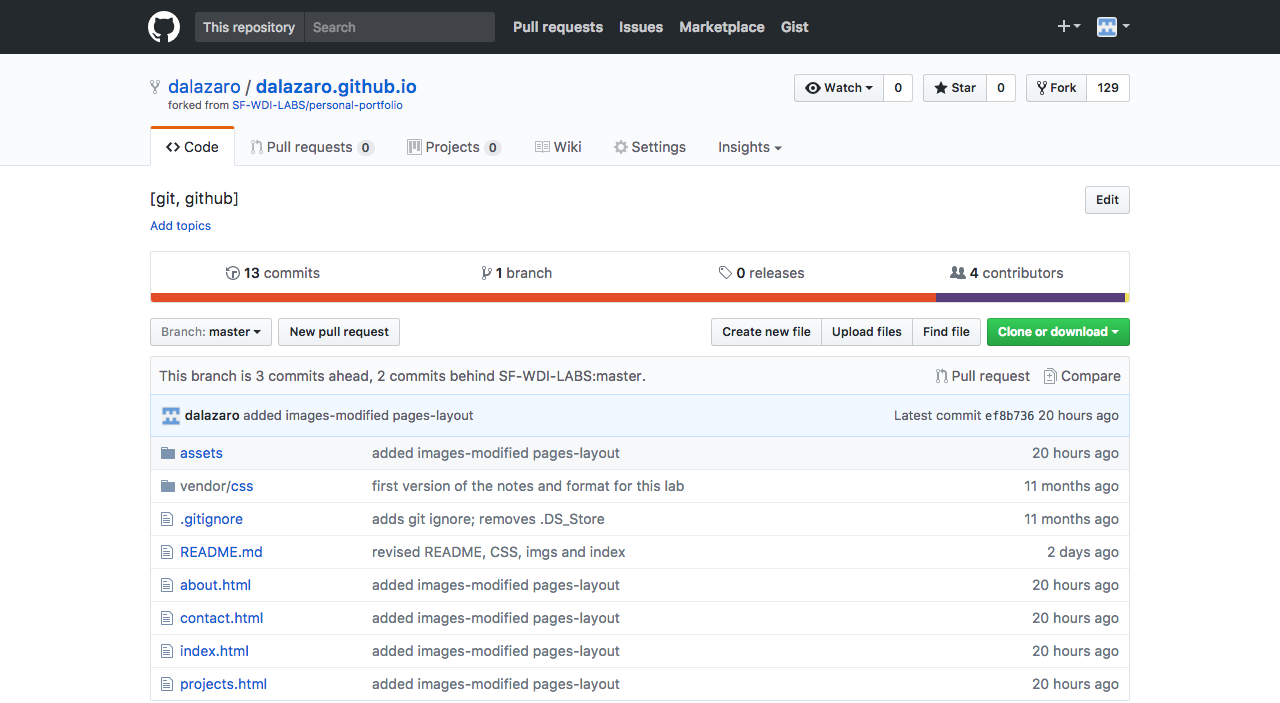 This repository Search Pull requests Issues Marketplace Gist
dalazaro / dalazaro.github.io Watch 0 Star 0 Fork 129
forked from SF-WDI-LABS/personal-portfolio
Code Pull requests 0 Projects 0 Wiki Settings Insights
[git, github] Edit
Add topics
13 commits 1 branch 0 releases 4 contributors
Branch: master New pull request Create new file Upload files Find file Clone or download
This branch is 3 commits ahead, 2 commits behind SF-WDI-LABS:master. Pull request Compare
dalazaro added images-modified pages-layout Latest commit ef8b736 20 hours ago
assets added images-modified pages-layout 20 hours ago
vendor/css first version of the notes and format for this lab 11 months ago
.gitignore adds git ignore; removes .DS_Store 11 months ago
README.md revised README, CSS, imgs and index 2 days ago
about.html added images-modified pages-layout 20 hours ago
contact.html added images-modified pages-layout 20 hours ago
index.html added images-modified pages-layout 20 hours ago
projects.html added images-modified pages-layout 20 hours ago